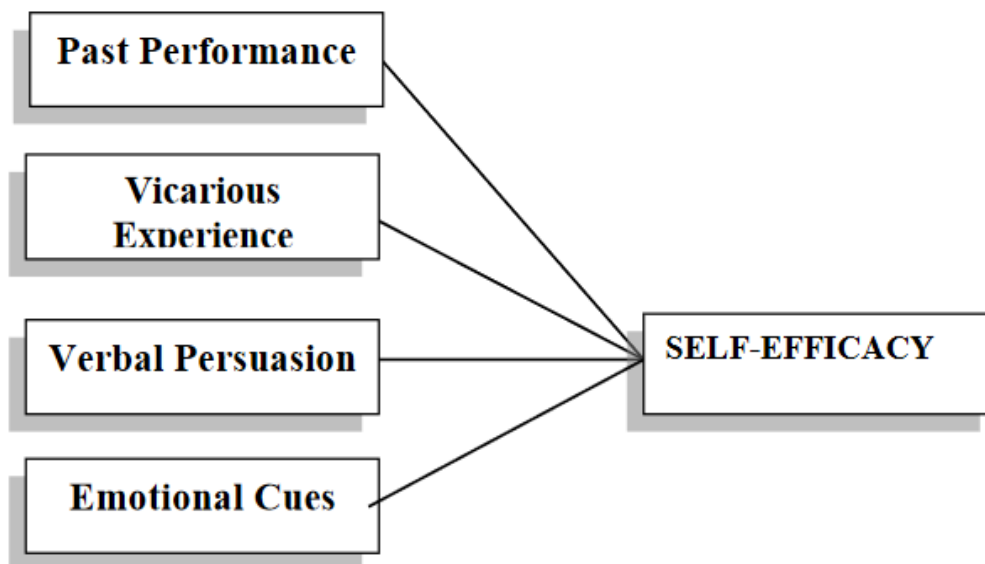 Past Performance
Vicarious
Experience
Verbal Persuasion
SELF-EFFICACY
Emotional Cues